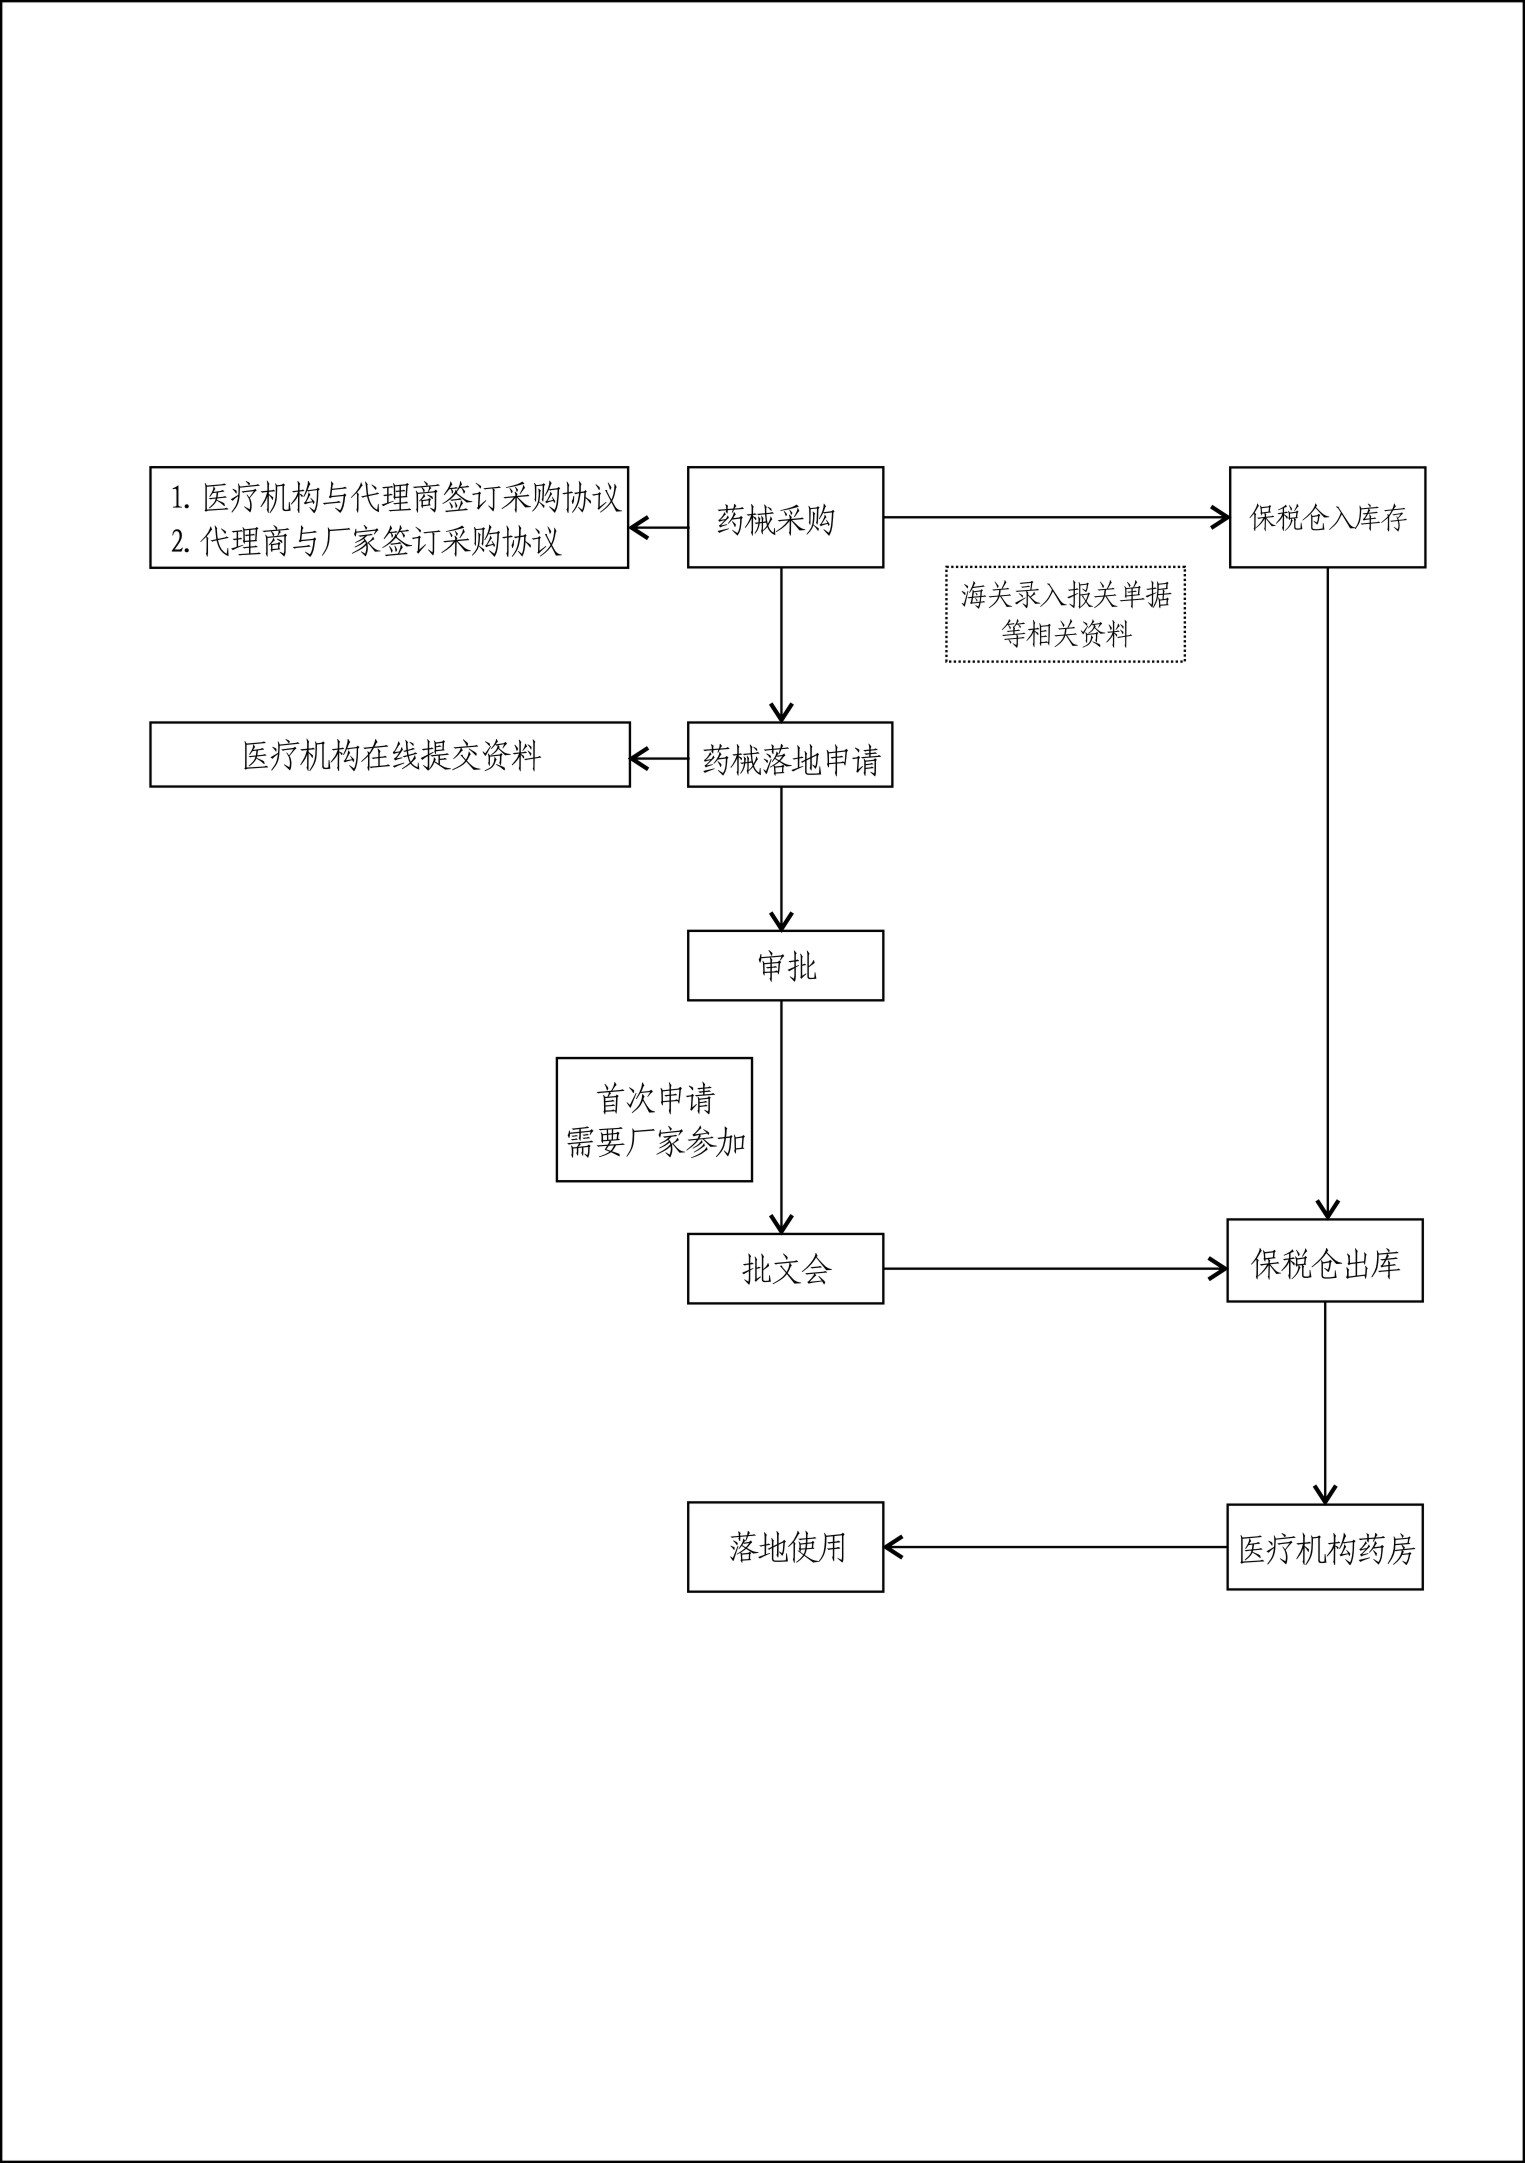 1. 医疗机构与代理商签订采购协议
2. 代理商与厂家签订采购协议
药械采购
保税仓入库存
海关录入报关单据
等相关资料
医疗机构在线提交资料
药械落地申请
审批
首次申请
需要厂家参加
批文会
保税仓出库
落地使用
医疗机构药房